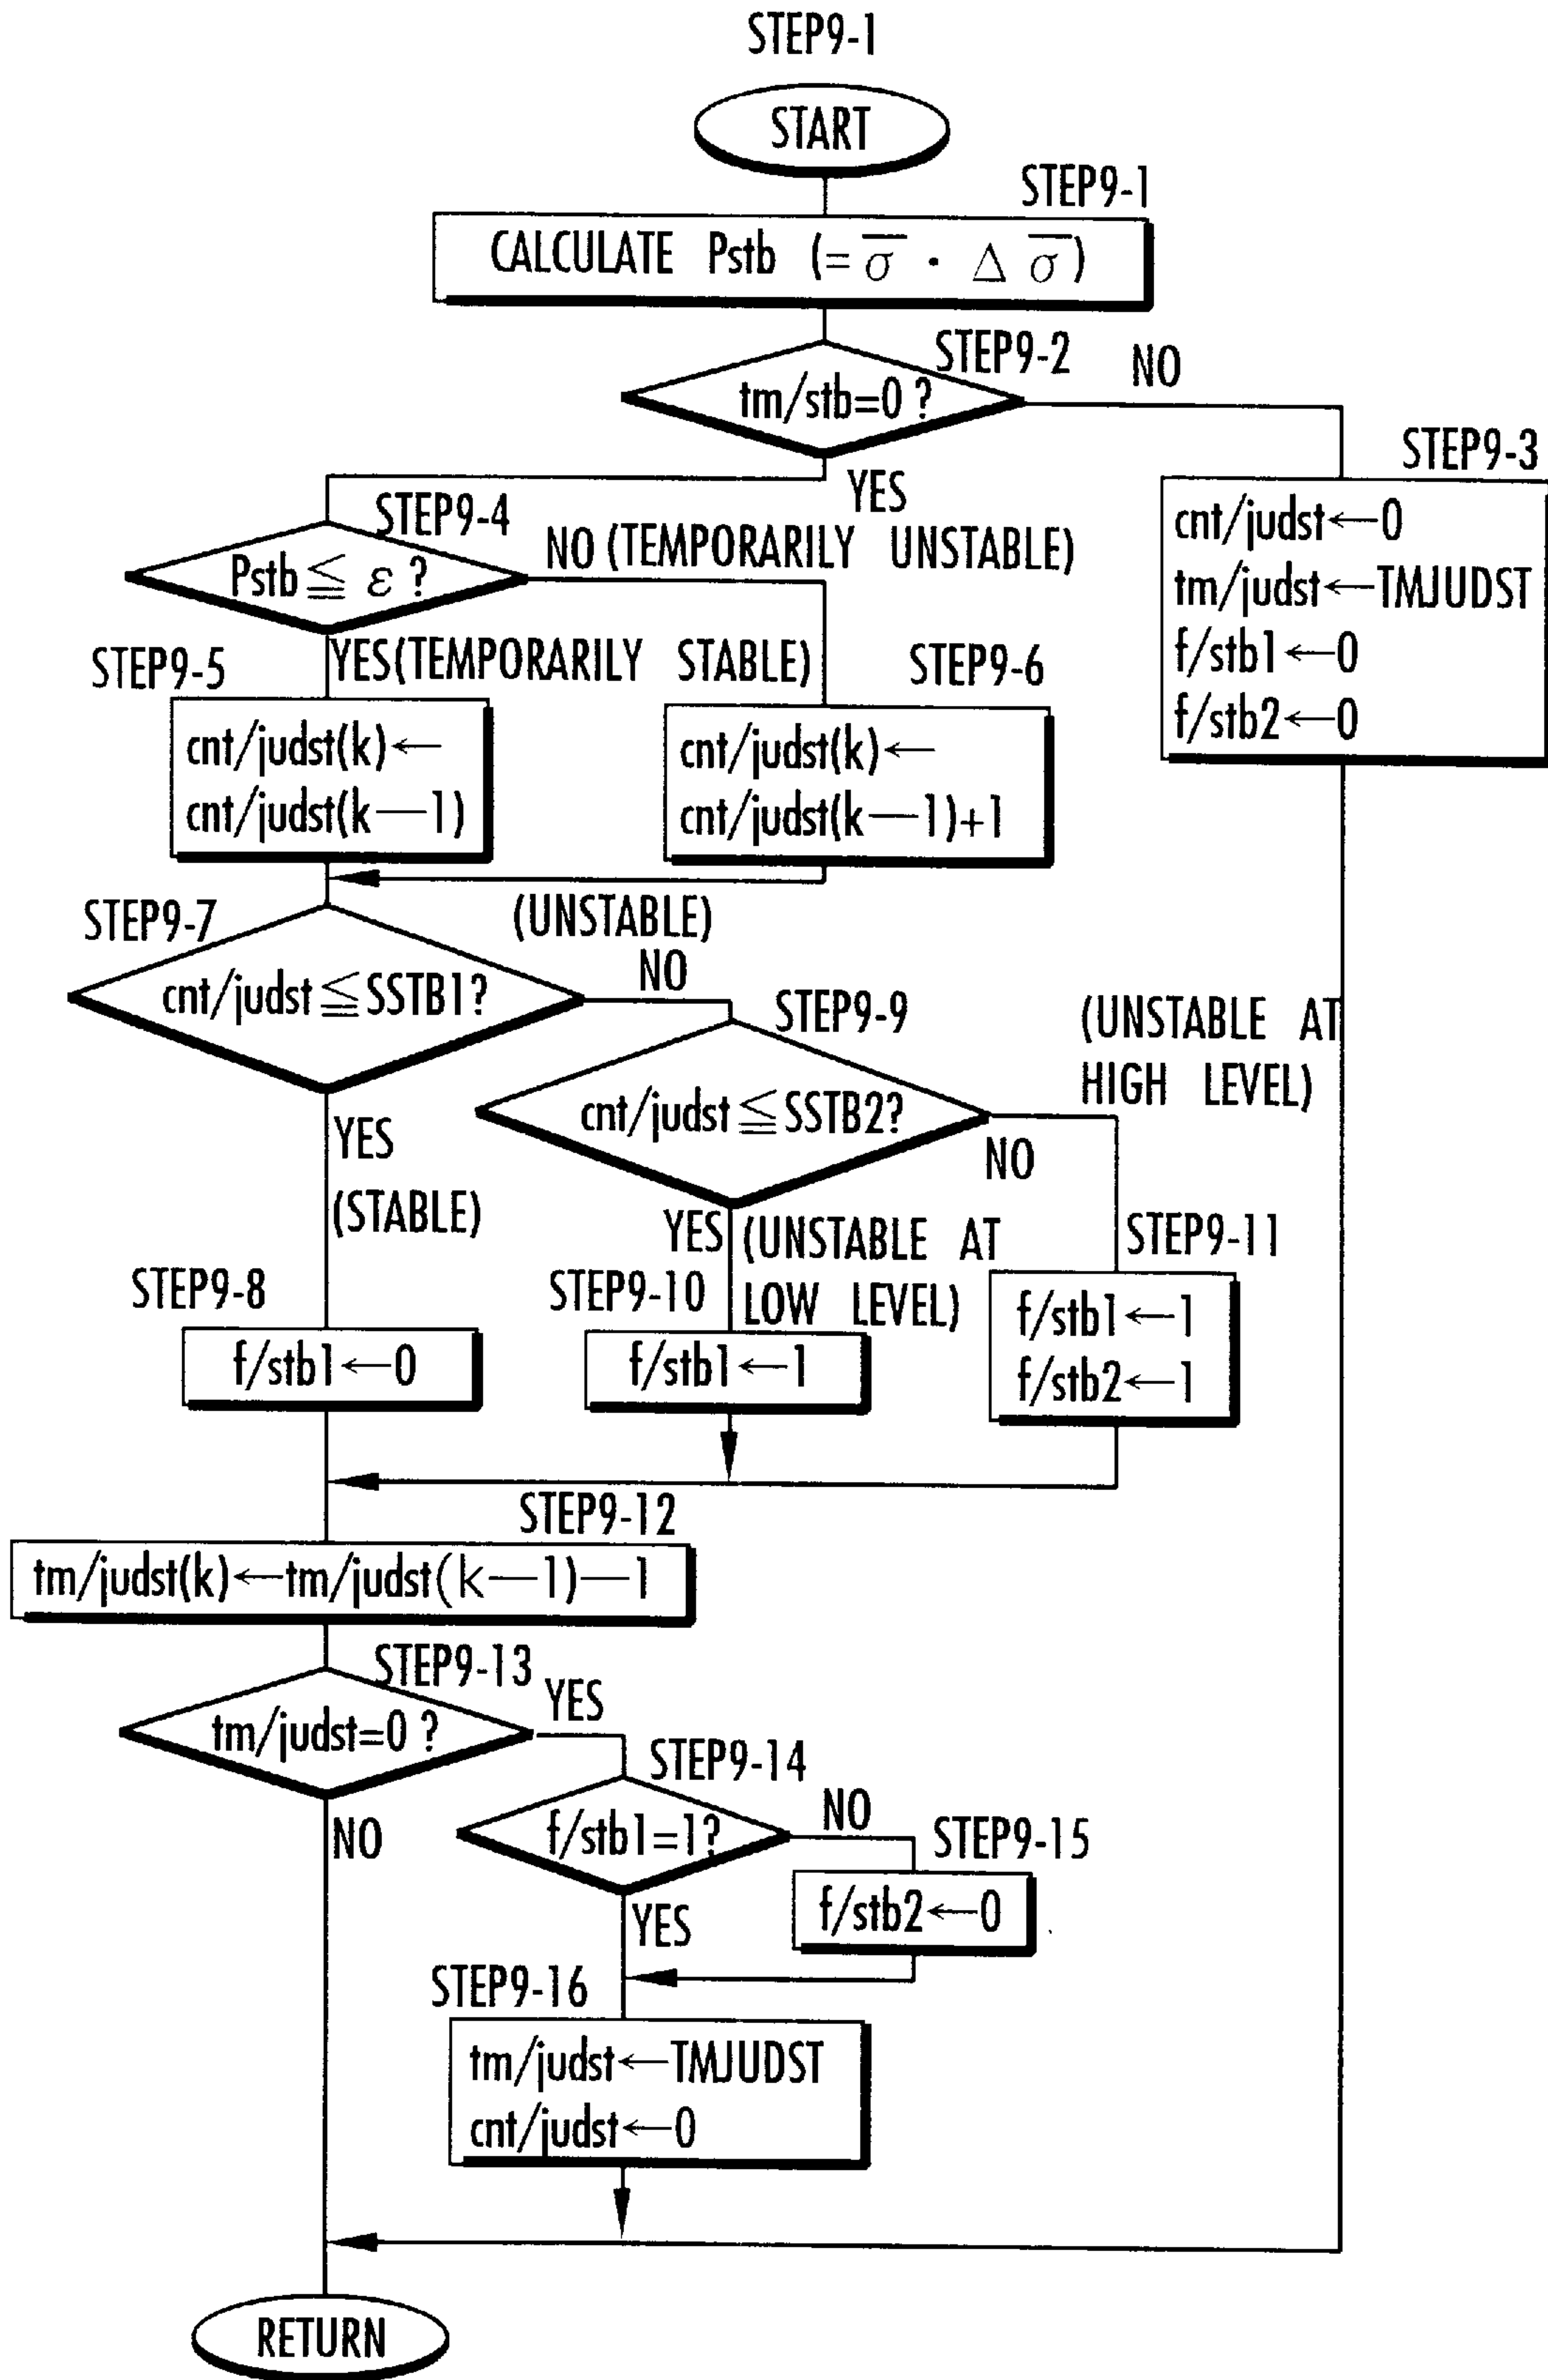 STEP9-1
START
STEP9-1
CALCULATE Pstb (= σ̅ · Δ σ̅)
STEP9-2
NO
tm/stb=0 ?
YES
STEP9-3
cnt/judst←0
tm/judst←TMJUDST
f/stb1←0
f/stb2←0
STEP9-4
NO (TEMPORARILY UNSTABLE)
Pstb≦ ε ?
YES(TEMPORARILY STABLE)
STEP9-5
cnt/judst(k)←
cnt/judst(k—1)
STEP9-6
cnt/judst(k)←
cnt/judst(k—1)+1
STEP9-7
(UNSTABLE)
NO
cnt/judst≦SSTB1?
YES
(STABLE)
STEP9-9
(UNSTABLE AT
HIGH LEVEL)
cnt/judst≦SSTB2?
NO
YES
(UNSTABLE AT
LOW LEVEL)
STEP9-8
f/stb1←0
STEP9-10
f/stb1←1
STEP9-11
f/stb1←1
f/stb2←1
STEP9-12
tm/judst(k)←tm/judst(k—1)—1
STEP9-13
YES
tm/judst=0 ?
NO
STEP9-14
NO
f/stb1=1?
YES
STEP9-15
f/stb2←0
STEP9-16
tm/judst←TMJUDST
cnt/judst←0
RETURN